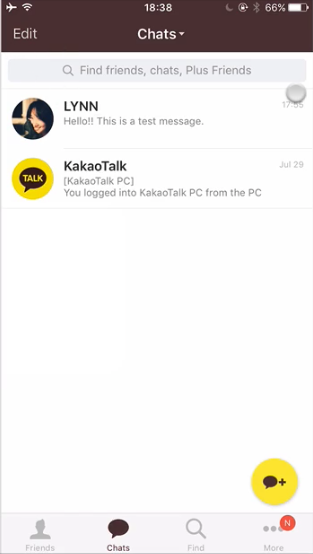 18:38
66%
Edit
Chats
Find friends, chats, Plus Friends
LYNN
17:55
Hello!! This is a test message.
TALK
KakaoTalk
Jul 29
[KakaoTalk PC]
You logged into KakaoTalk PC from the PC
N
Friends
Chats
Find
More